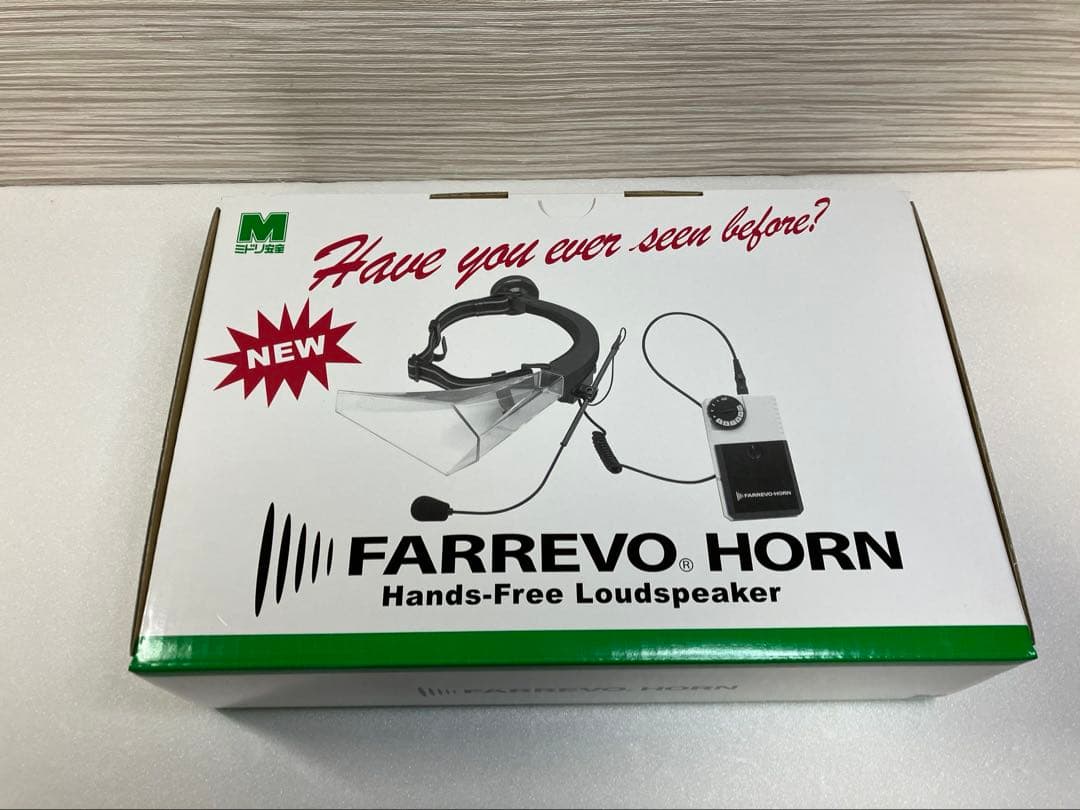 M
ミドリ安全
Have you ever seen before?
NEW
FARREVO-HORN
FARREVO® HORN
Hands-Free Loudspeaker
FARREVO® HORN